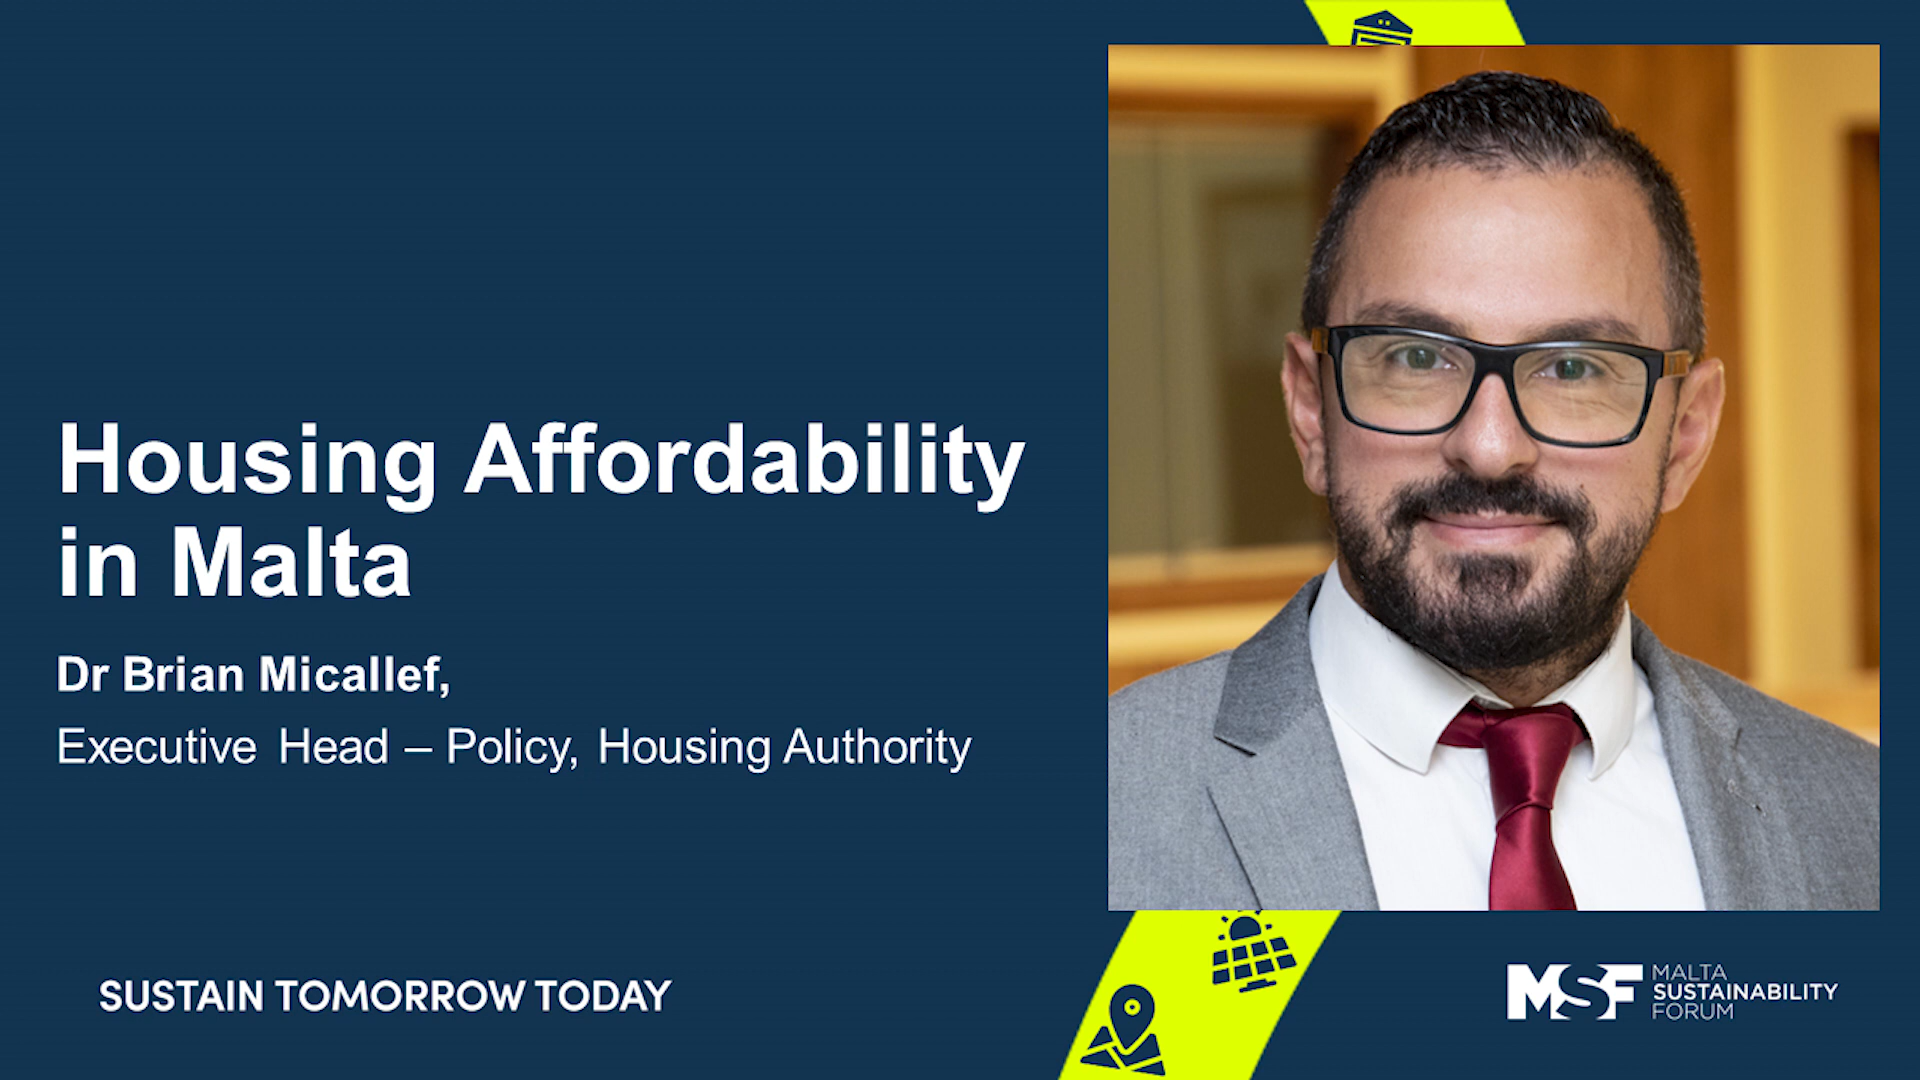 Housing Affordability
in Malta
Dr Brian Micallef,
Executive Head – Policy, Housing Authority
SUSTAIN TOMORROW TODAY
MSF
MALTA
SUSTAINABILITY
FORUM